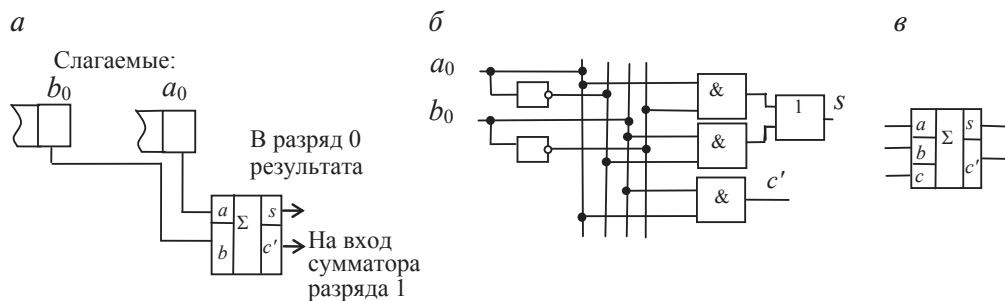 а
Слагаемые:
b₀
a₀
В разряд 0
результата
a
b
Σ
s
c′
На вход
сумматора
разряда 1
б
a₀
b₀
&
&
&
1
s
c′
в
a
b
c
Σ
s
c′